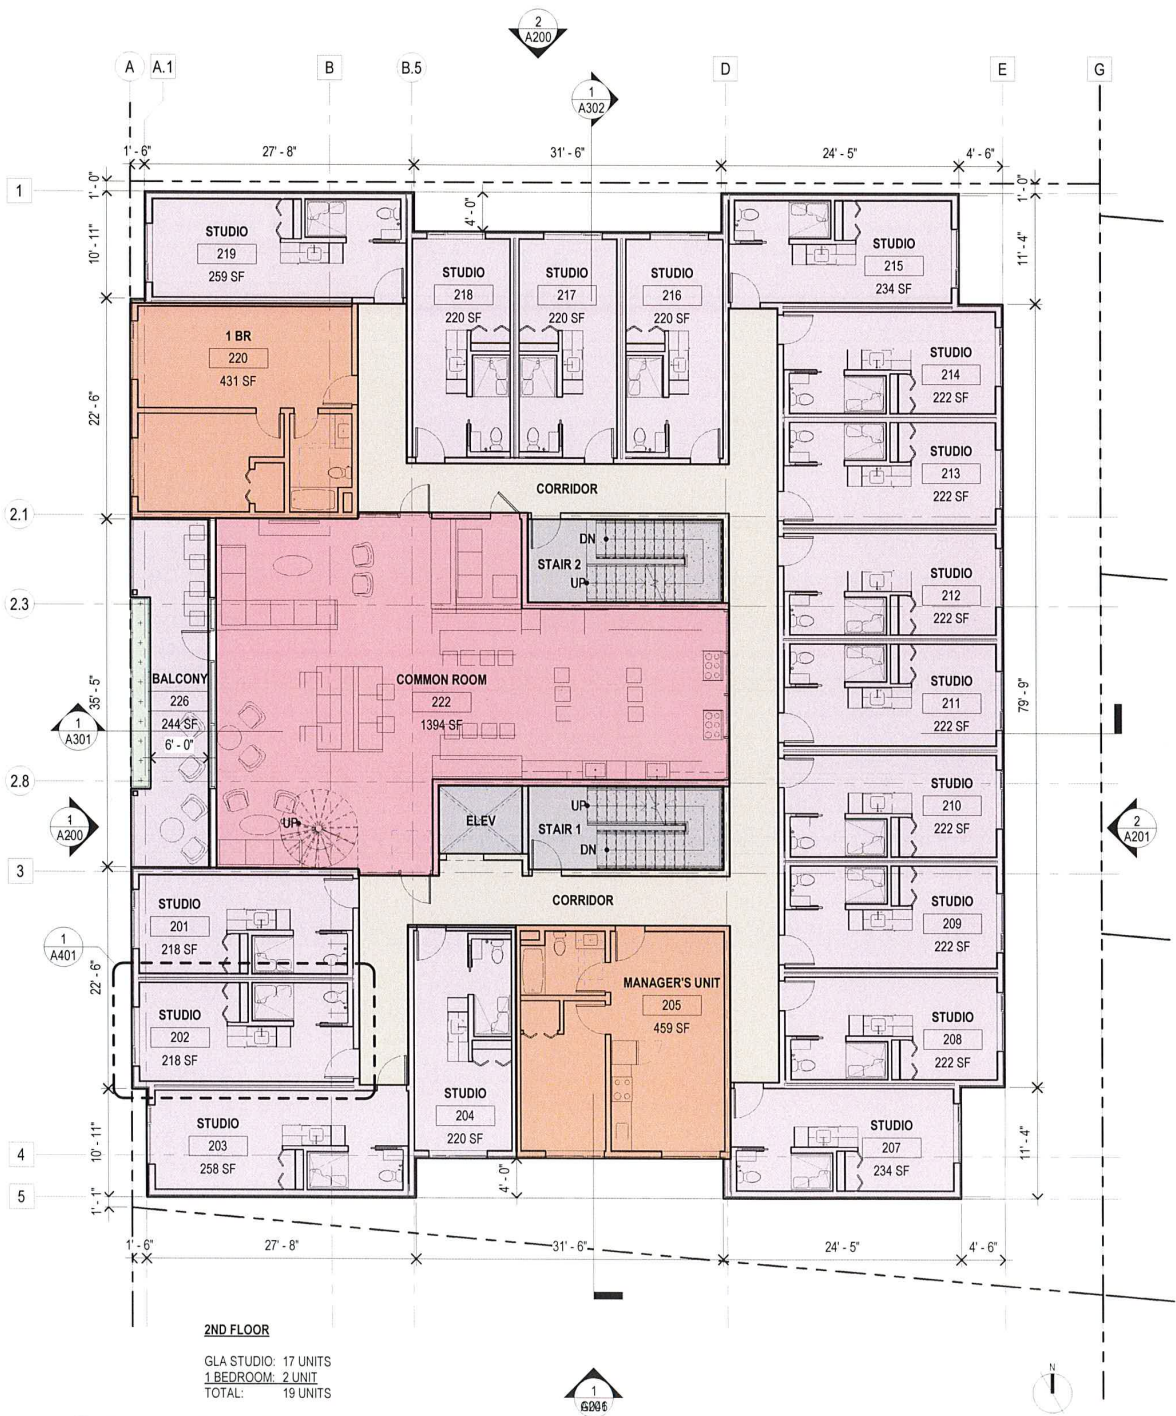 2
A200
A
A.1
B
B.5
D
E
G
1
A302
1' - 6"
27' - 8"
31' - 6"
24' - 5"
4' - 6"
1
1' - 0"
4' - 0"
1' - 0"
10' - 11"
11' - 4"
STUDIO
219
259 SF
STUDIO
218
220 SF
STUDIO
217
220 SF
STUDIO
216
220 SF
STUDIO
215
234 SF
1 BR
220
431 SF
22' - 6"
STUDIO
214
222 SF
STUDIO
213
222 SF
CORRIDOR
2.1
DN
STAIR 2
UP
STUDIO
212
222 SF
2.3
BALCONY
226
244 SF
6' - 0"
35' - 5"
COMMON ROOM
222
1394 SF
STUDIO
211
222 SF
79' - 9"
1
A301
2.8
1
A200
UP
ELEV
UP
STAIR 1
DN
STUDIO
210
222 SF
2
A201
3
CORRIDOR
STUDIO
201
218 SF
STUDIO
209
222 SF
1
A401
22' - 6"
STUDIO
202
218 SF
MANAGER'S UNIT
205
459 SF
STUDIO
208
222 SF
STUDIO
204
220 SF
STUDIO
203
258 SF
STUDIO
207
234 SF
4
10' - 11"
11' - 4"
5
1' - 1"
4' - 0"
1' - 6"
27' - 8"
31' - 6"
24' - 5"
4' - 6"
2ND FLOOR
GLA STUDIO: 17 UNITS
1 BEDROOM: 2 UNIT
TOTAL: 19 UNITS
1
N